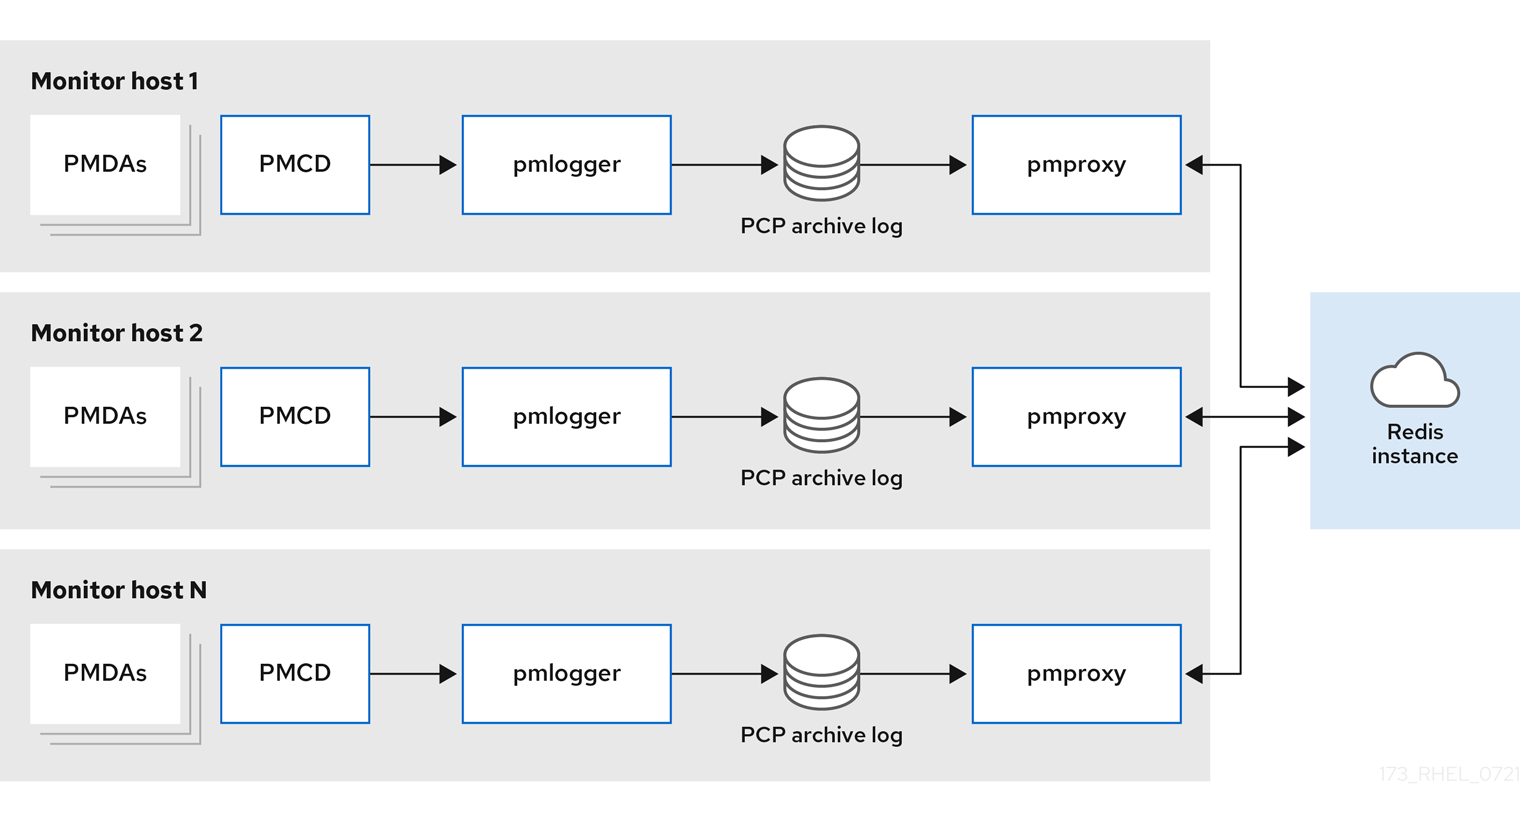 Monitor host 1
PMDAs
PMCD
pmlogger
PCP archive log
pmproxy
Monitor host 2
PMDAs
PMCD
pmlogger
PCP archive log
pmproxy
Redis
instance
Monitor host N
PMDAs
PMCD
pmlogger
PCP archive log
pmproxy
173_RHEL_0721